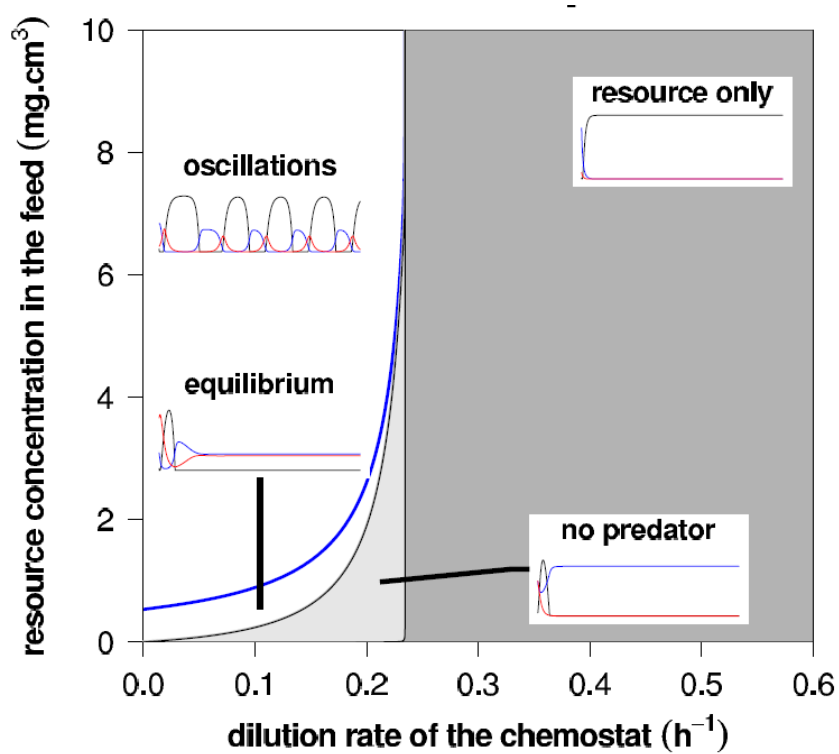 10
8
6
4
2
0
0.0 0.1 0.2 0.3 0.4 0.5 0.6
resource concentration in the feed (mg.cm³)
dilution rate of the chemostat (h⁻¹)
oscillations
resource only
equilibrium
no predator